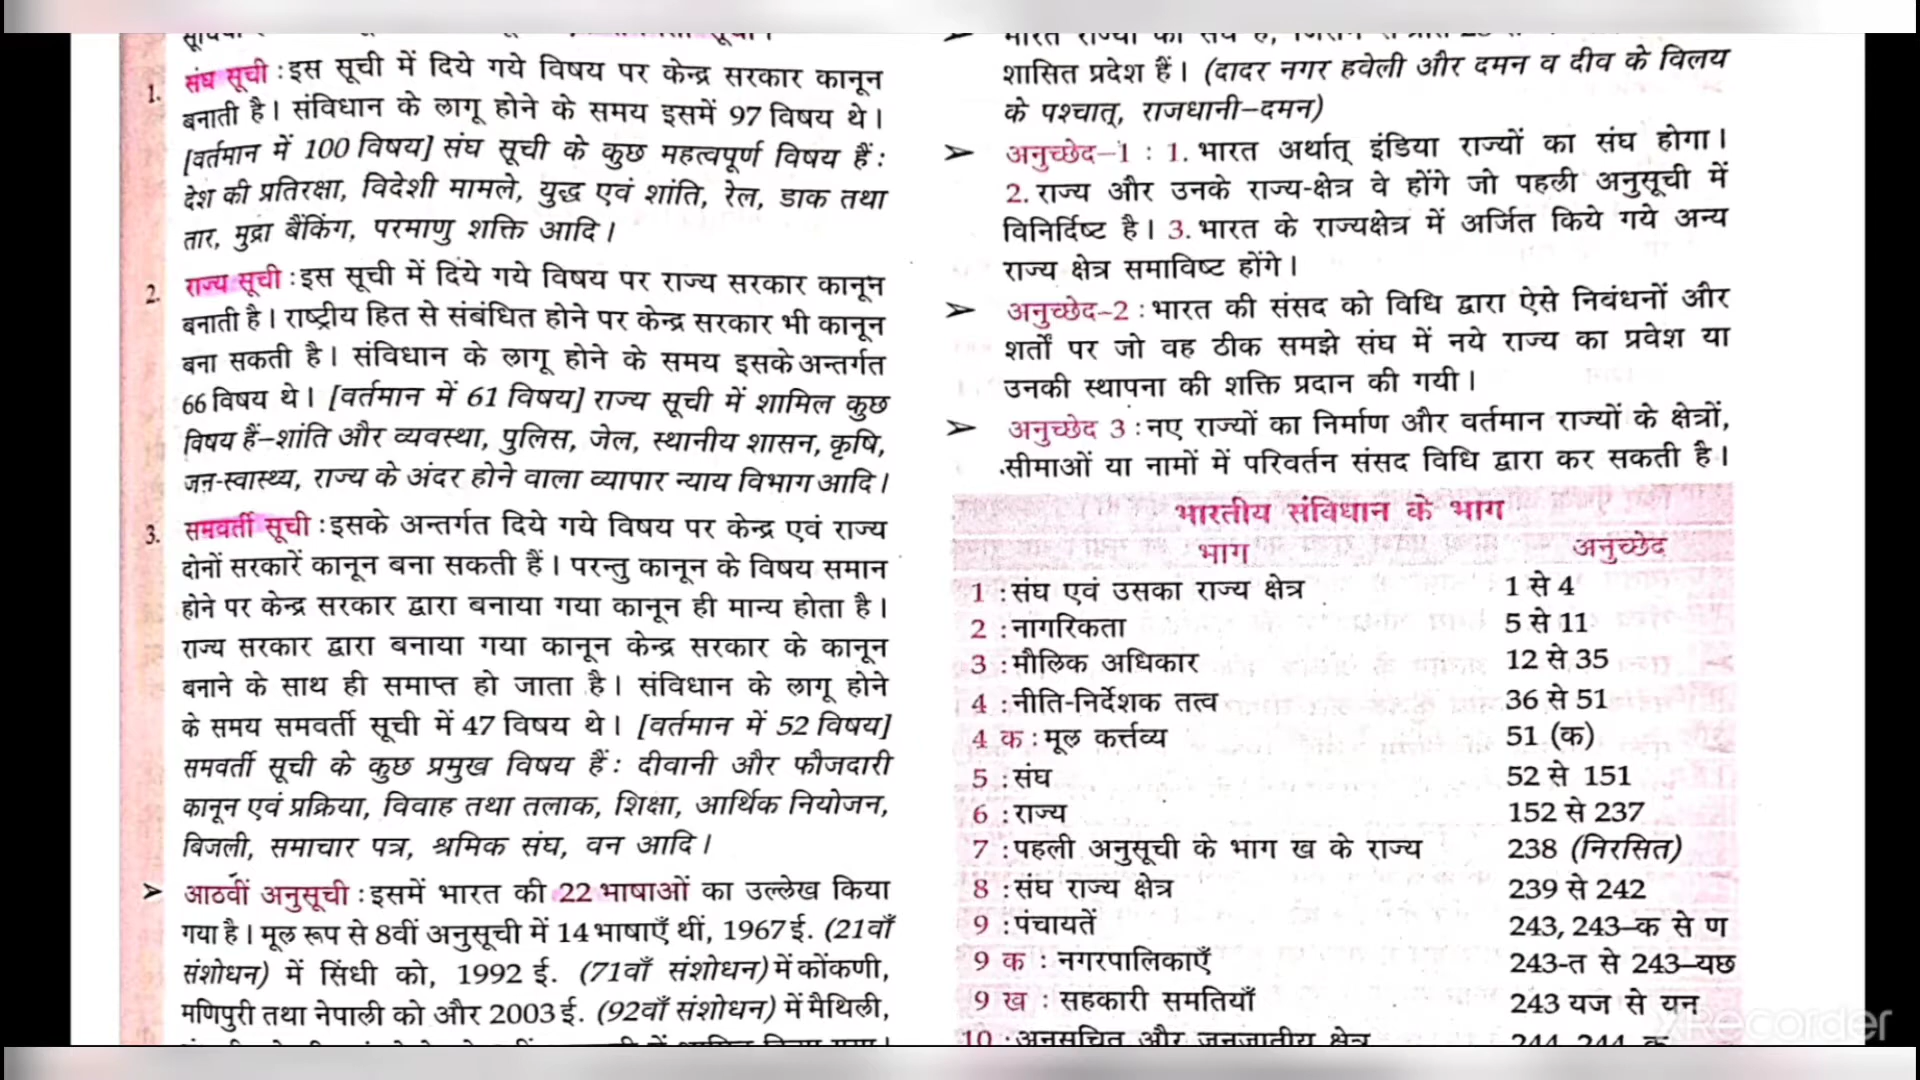 1. संघ सूची : इस सूची में दिये गये विषय पर केन्द्र सरकार कानून
बनाती है। संविधान के लागू होने के समय इसमें 97 विषय थे।
[वर्तमान में 100 विषय] संघ सूची के कुछ महत्वपूर्ण विषय हैं :
देश की प्रतिरक्षा, विदेशी मामले, युद्ध एवं शांति, रेल, डाक तथा
तार, मुद्रा बैंकिंग, परमाणु शक्ति आदि।
2. राज्य सूची : इस सूची में दिये गये विषय पर राज्य सरकार कानून
बनाती है। राष्ट्रीय हित से संबंधित होने पर केन्द्र सरकार भी कानून
बना सकती है। संविधान के लागू होने के समय इसके अन्तर्गत
66 विषय थे। [वर्तमान में 61 विषय] राज्य सूची में शामिल कुछ
विषय हैं–शांति और व्यवस्था, पुलिस, जेल, स्थानीय शासन, कृषि,
जन-स्वास्थ्य, राज्य के अंदर होने वाला व्यापार न्याय विभाग आदि।
3. समवर्ती सूची : इसके अन्तर्गत दिये गये विषय पर केन्द्र एवं राज्य
दोनों सरकारें कानून बना सकती हैं। परन्तु कानून के विषय समान
होने पर केन्द्र सरकार द्वारा बनाया गया कानून ही मान्य होता है।
राज्य सरकार द्वारा बनाया गया कानून केन्द्र सरकार के कानून
बनाने के साथ ही समाप्त हो जाता है। संविधान के लागू होने
के समय समवर्ती सूची में 47 विषय थे। [वर्तमान में 52 विषय]
समवर्ती सूची के कुछ प्रमुख विषय हैं : दीवानी और फौजदारी
कानून एवं प्रक्रिया, विवाह तथा तलाक, शिक्षा, आर्थिक नियोजन,
बिजली, समाचार पत्र, श्रमिक संघ, वन आदि।
➢ आठवीं अनुसूची : इसमें भारत की 22 भाषाओं का उल्लेख किया
गया है। मूल रूप से 8वीं अनुसूची में 14 भाषाएँ थीं, 1967 ई. (21वाँ
संशोधन) में सिंधी को, 1992 ई. (71वाँ संशोधन) में कोंकणी,
मणिपुरी तथा नेपाली को और 2003 ई. (92वाँ संशोधन) में मैथिली,
शासित प्रदेश हैं। (दादर नगर हवेली और दमन व दीव के विलय
के पश्चात्, राजधानी–दमन)
➢ अनुच्छेद–1 : 1. भारत अर्थात् इंडिया राज्यों का संघ होगा।
2. राज्य और उनके राज्य-क्षेत्र वे होंगे जो पहली अनुसूची में
विनिर्दिष्ट है। 3. भारत के राज्यक्षेत्र में अर्जित किये गये अन्य
राज्य क्षेत्र समाविष्ट होंगे।
➢ अनुच्छेद–2 : भारत की संसद को विधि द्वारा ऐसे निबंधनों और
शर्तों पर जो वह ठीक समझे संघ में नये राज्य का प्रवेश या
उनकी स्थापना की शक्ति प्रदान की गयी।
➢ अनुच्छेद 3 : नए राज्यों का निर्माण और वर्तमान राज्यों के क्षेत्रों,
सीमाओं या नामों में परिवर्तन संसद विधि द्वारा कर सकती है।
भारतीय संविधान के भाग
भाग अनुच्छेद
1 : संघ एवं उसका राज्य क्षेत्र 1 से 4
2 : नागरिकता 5 से 11
3 : मौलिक अधिकार 12 से 35
4 : नीति-निर्देशक तत्व 36 से 51
4 क : मूल कर्त्तव्य 51 (क)
5 : संघ 52 से 151
6 : राज्य 152 से 237
7 : पहली अनुसूची के भाग ख के राज्य 238 (निरसित)
8 : संघ राज्य क्षेत्र 239 से 242
9 : पंचायतें 243, 243–क से ण
9 क : नगरपालिकाएँ 243-त से 243–यछ
9 ख : सहकारी समतियाँ 243 यज से यन
10 : अनुसूचित और जनजातीय क्षेत्र 244, 244 क
XRecorder